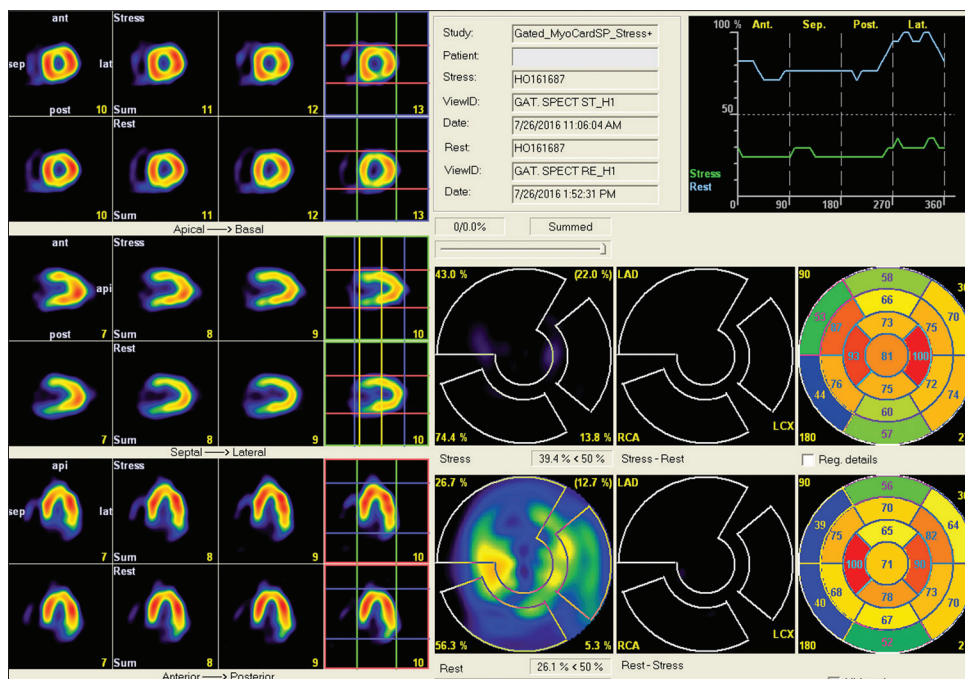 ant Stress
sep lat
post 10 Sum 11 12 13
Rest
10 Sum 11 12 13
Apical → Basal
ant Stress
api
post 7 8 9 10
Rest
7 8 9 10
Septal → Lateral
api Stress
sep lat
7 Sum 8 9 10
Rest
7 Sum 8 9 10
Anterior → Posterior
Study: Gated_MyoCardSP_Stress+
Patient:
Stress: HO161687
ViewID: GAT. SPECT ST_H1
Date: 7/26/2016 11:06:04 AM
Rest: HO161687
ViewID: GAT. SPECT RE_H1
Date: 7/26/2016 1:52:31 PM
0/0.0% Summed
100 % Ant. Sep. Post. Lat.
50
Stress
Rest
0 90 180 270 360
43.0 % (22.0 %)
74.4 % 13.8 %
Stress 39.4 % < 50 %
LAD
RCA LCX
Stress - Rest
90
58
66
73
70
75
93 81 100
76 75 72 74
44
60
57
180
Reg. details
26.7 % (12.7 %)
56.3 % 5.3 %
Rest 26.1 % < 50 %
LAD
RCA LCX
Rest - Stress
90
56
70
39 75 65 82 64
100 71 90
40 68 78 73 70
67
180